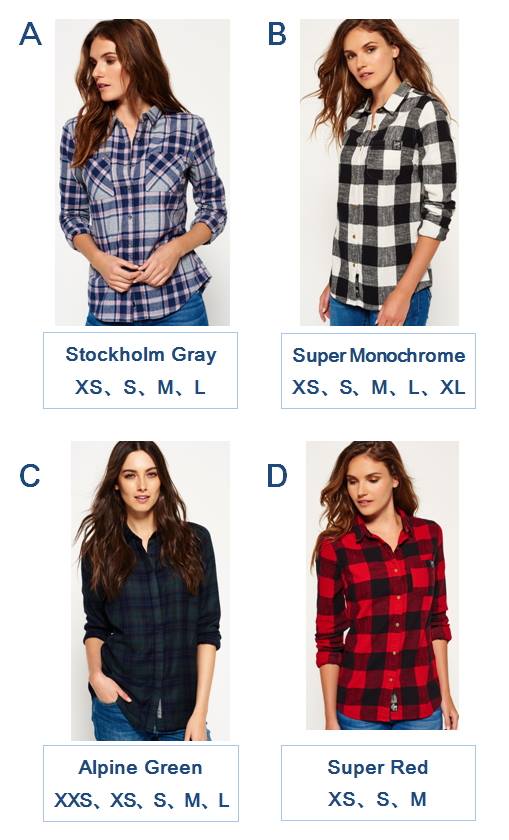 A
B
Stockholm Gray
XS、S、M、L
Super Monochrome
XS、S、M、L、XL
C
D
Alpine Green
XXS、XS、S、M、L
Super Red
XS、S、M